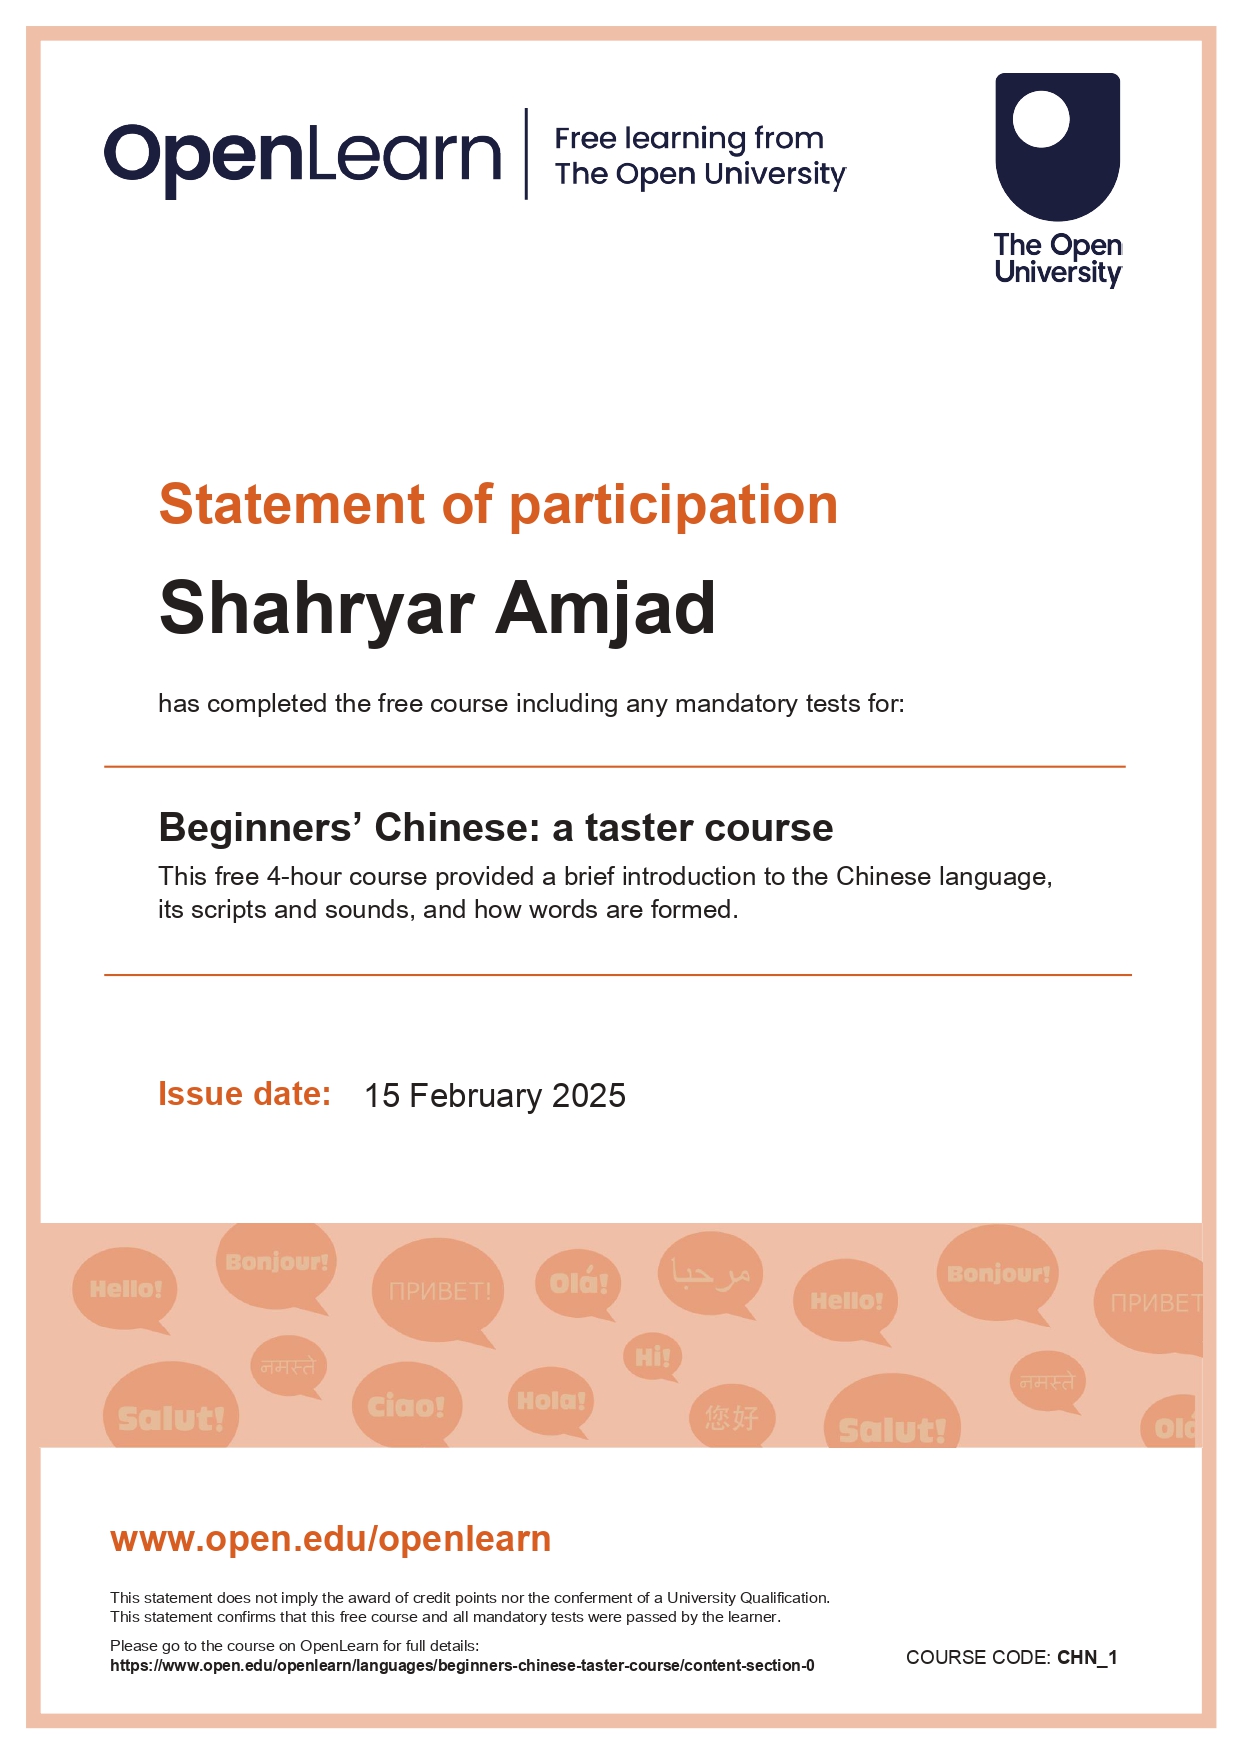 OpenLearn
Free learning from
The Open University
The Open
University
Statement of participation
Shahryar Amjad
has completed the free course including any mandatory tests for:
Beginners’ Chinese: a taster course
This free 4-hour course provided a brief introduction to the Chinese language,
its scripts and sounds, and how words are formed.
Issue date: 15 February 2025
Hello!
Bonjour!
ПРИВЕТ!
Olá!
مرحبا
Hello!
Bonjour!
ПРИВЕТ
Salut!
नमस्ते
Ciao!
Hola!
Hi!
您好
Salut!
नमस्ते
Olá
www.open.edu/openlearn
This statement does not imply the award of credit points nor the conferment of a University Qualification.
This statement confirms that this free course and all mandatory tests were passed by the learner.
Please go to the course on OpenLearn for full details:
https://www.open.edu/openlearn/languages/beginners-chinese-taster-course/content-section-0
COURSE CODE: CHN_1